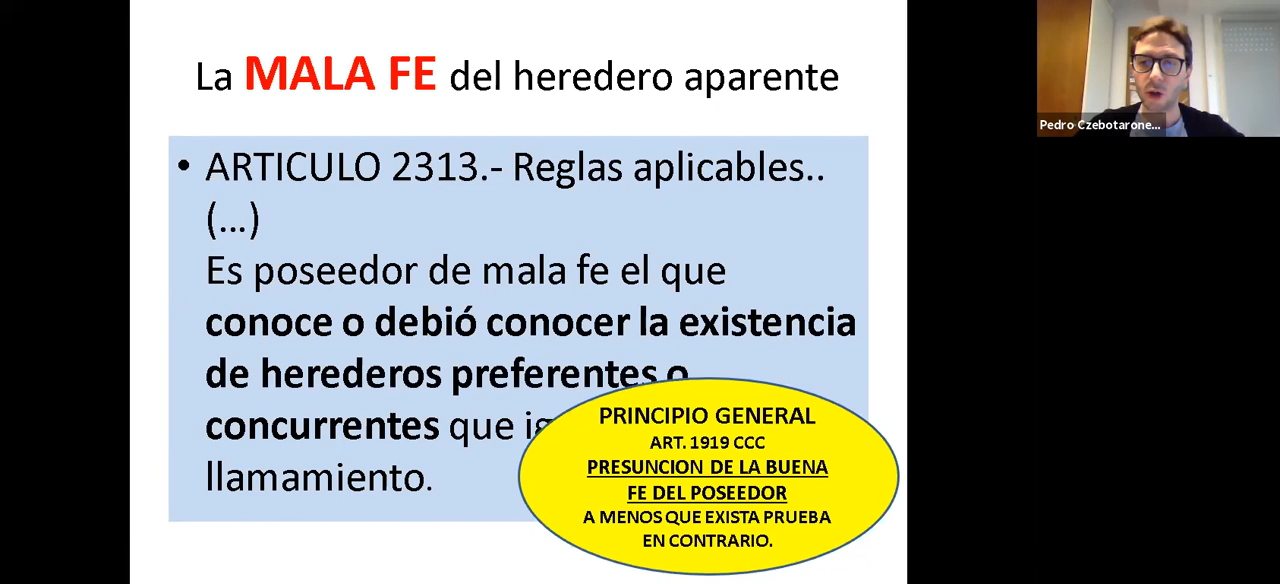 La MALA FE del heredero aparente
• ARTICULO 2313.- Reglas aplicables..
(...)
Es poseedor de mala fe el que
conoce o debió conocer la existencia
de herederos preferentes o
concurrentes que
llamamiento.
PRINCIPIO GENERAL
ART. 1919 CCC
PRESUNCION DE LA BUENA
FE DEL POSEEDOR
A MENOS QUE EXISTA PRUEBA
EN CONTRARIO.
Pedro Czebotarone...